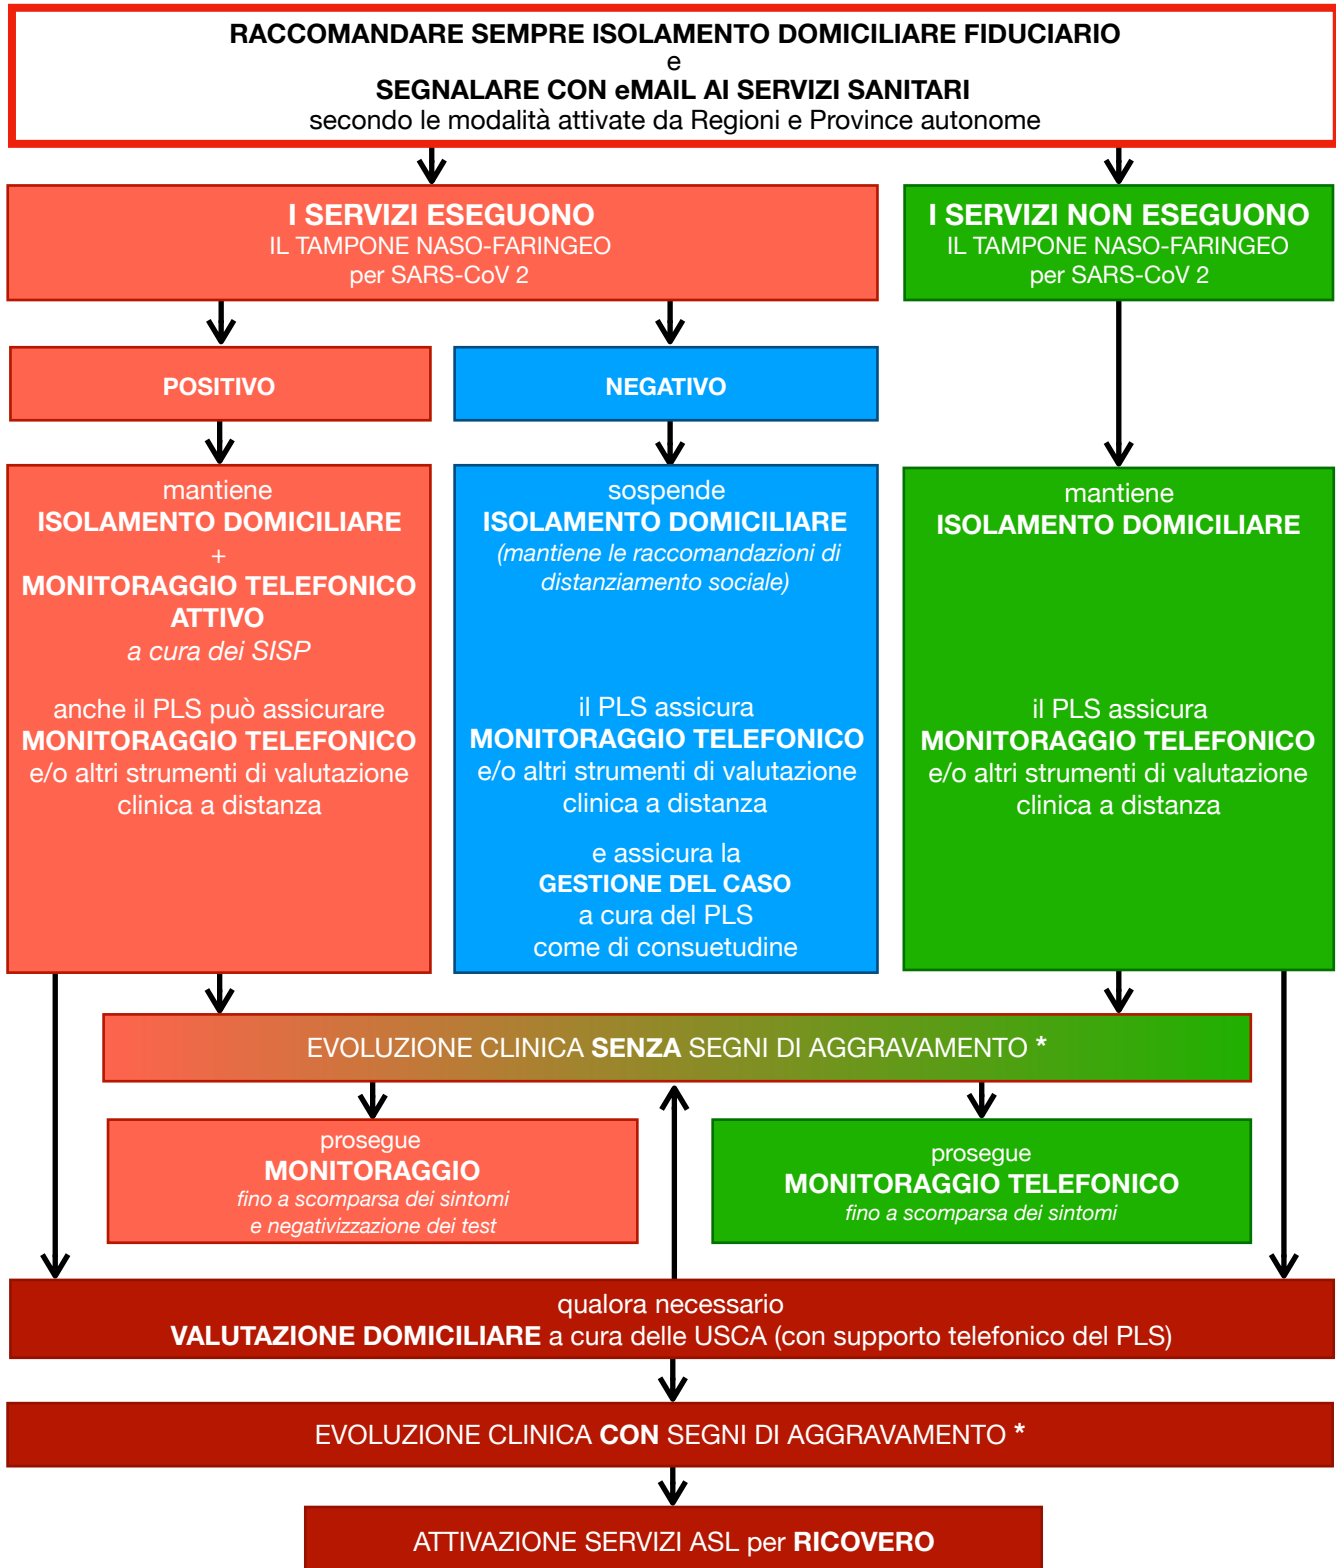 RACCOMANDARE SEMPRE ISOLAMENTO DOMICILIARE FIDUCIARIO
e
SEGNALARE CON eMAIL AI SERVIZI SANITARI
secondo le modalità attivate da Regioni e Province autonome
I SERVIZI ESEGUONO
IL TAMPONE NASO-FARINGEO
per SARS-CoV 2
I SERVIZI NON ESEGUONO
IL TAMPONE NASO-FARINGEO
per SARS-CoV 2
POSITIVO
NEGATIVO
mantiene
ISOLAMENTO DOMICILIARE
+
MONITORAGGIO TELEFONICO
ATTIVO
a cura dei SISP
anche il PLS può assicurare
MONITORAGGIO TELEFONICO
e/o altri strumenti di valutazione
clinica a distanza
sospende
ISOLAMENTO DOMICILIARE
(mantiene le raccomandazioni di
distanziamento sociale)
il PLS assicura
MONITORAGGIO TELEFONICO
e/o altri strumenti di valutazione
clinica a distanza
e assicura la
GESTIONE DEL CASO
a cura del PLS
come di consuetudine
mantiene
ISOLAMENTO DOMICILIARE
il PLS assicura
MONITORAGGIO TELEFONICO
e/o altri strumenti di valutazione
clinica a distanza
EVOLUZIONE CLINICA SENZA SEGNI DI AGGRAVAMENTO *
prosegue
MONITORAGGIO
fino a scomparsa dei sintomi
e negativizzazione dei test
prosegue
MONITORAGGIO TELEFONICO
fino a scomparsa dei sintomi
qualora necessario
VALUTAZIONE DOMICILIARE a cura delle USCA (con supporto telefonico del PLS)
EVOLUZIONE CLINICA CON SEGNI DI AGGRAVAMENTO *
ATTIVAZIONE SERVIZI ASL per RICOVERO